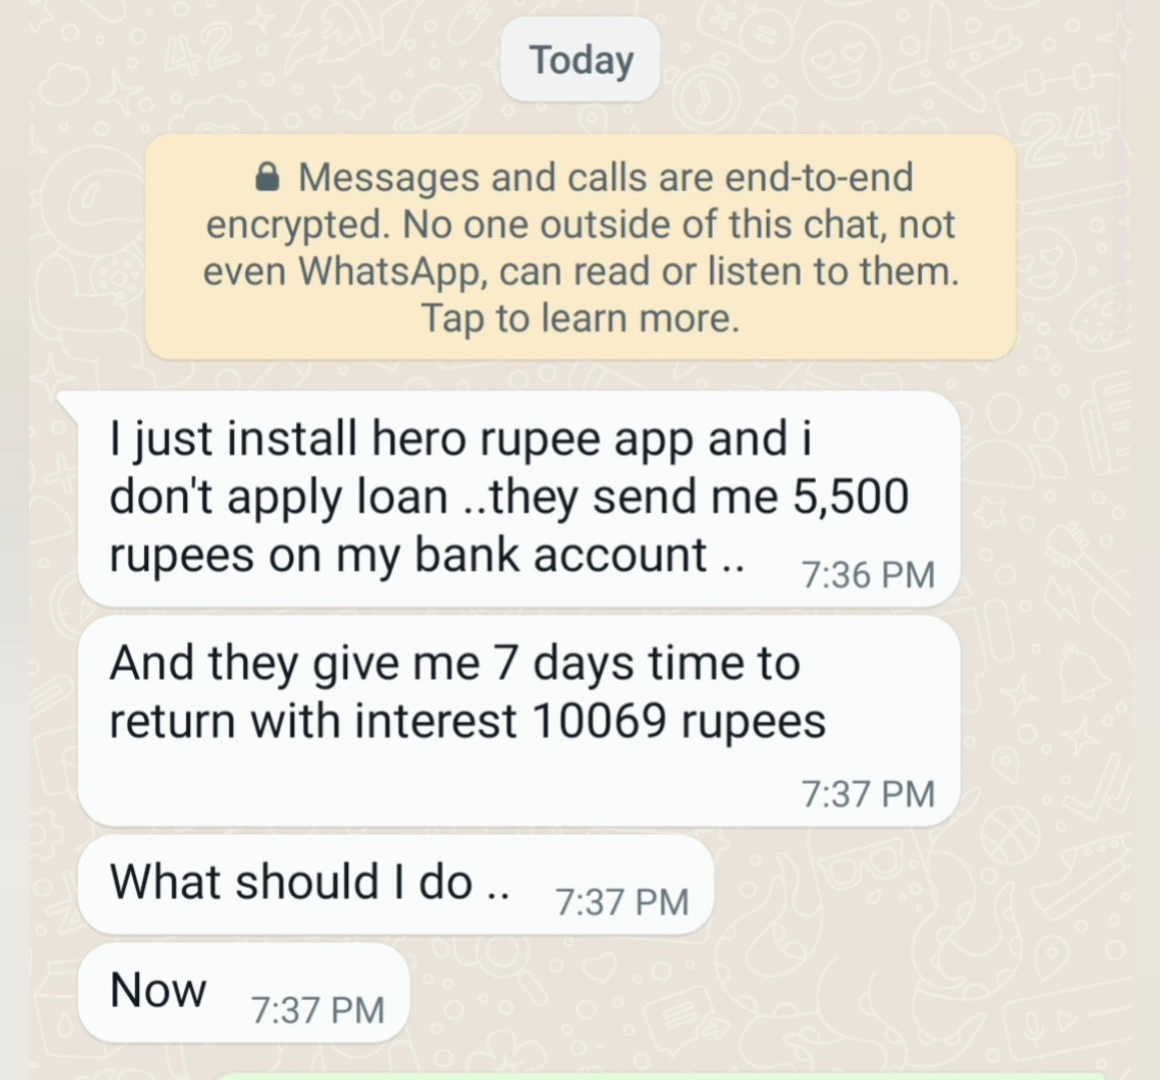 Today
Messages and calls are end-to-end
encrypted. No one outside of this chat, not
even WhatsApp, can read or listen to them.
Tap to learn more.
I just install hero rupee app and i
don't apply loan ..they send me 5,500
rupees on my bank account ..
7:36 PM
And they give me 7 days time to
return with interest 10069 rupees
7:37 PM
What should I do ..
7:37 PM
Now
7:37 PM